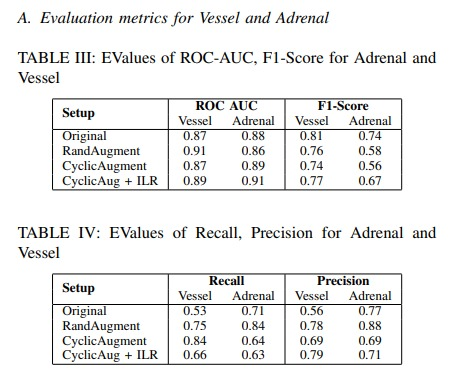 A. Evaluation metrics for Vessel and Adrenal
TABLE III: EValues of ROC-AUC, F1-Score for Adrenal and
Vessel
Setup ROC AUC F1-Score
Vessel Adrenal Vessel Adrenal
Original 0.87 0.88 0.81 0.74
RandAugment 0.91 0.86 0.76 0.58
CyclicAugment 0.87 0.89 0.74 0.56
CyclicAug + ILR 0.89 0.91 0.77 0.67
TABLE IV: EValues of Recall, Precision for Adrenal and
Vessel
Setup Recall Precision
Vessel Adrenal Vessel Adrenal
Original 0.53 0.71 0.56 0.77
RandAugment 0.75 0.84 0.78 0.88
CyclicAugment 0.84 0.64 0.69 0.69
CyclicAug + ILR 0.66 0.63 0.79 0.71